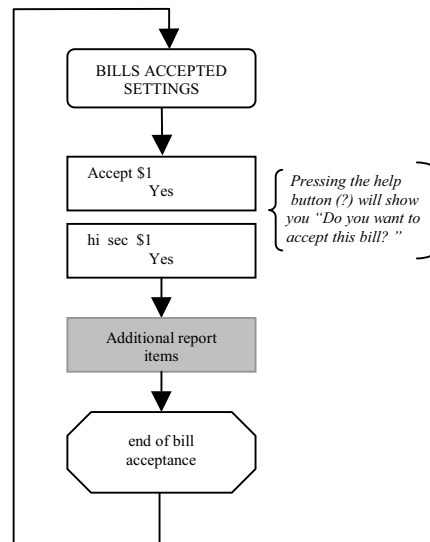 BILLS ACCEPTED
SETTINGS
Accept $1
Yes
Pressing the help
button (?) will show
you “Do you want to
accept this bill? ”
hi sec $1
Yes
Additional report
items
end of bill
acceptance